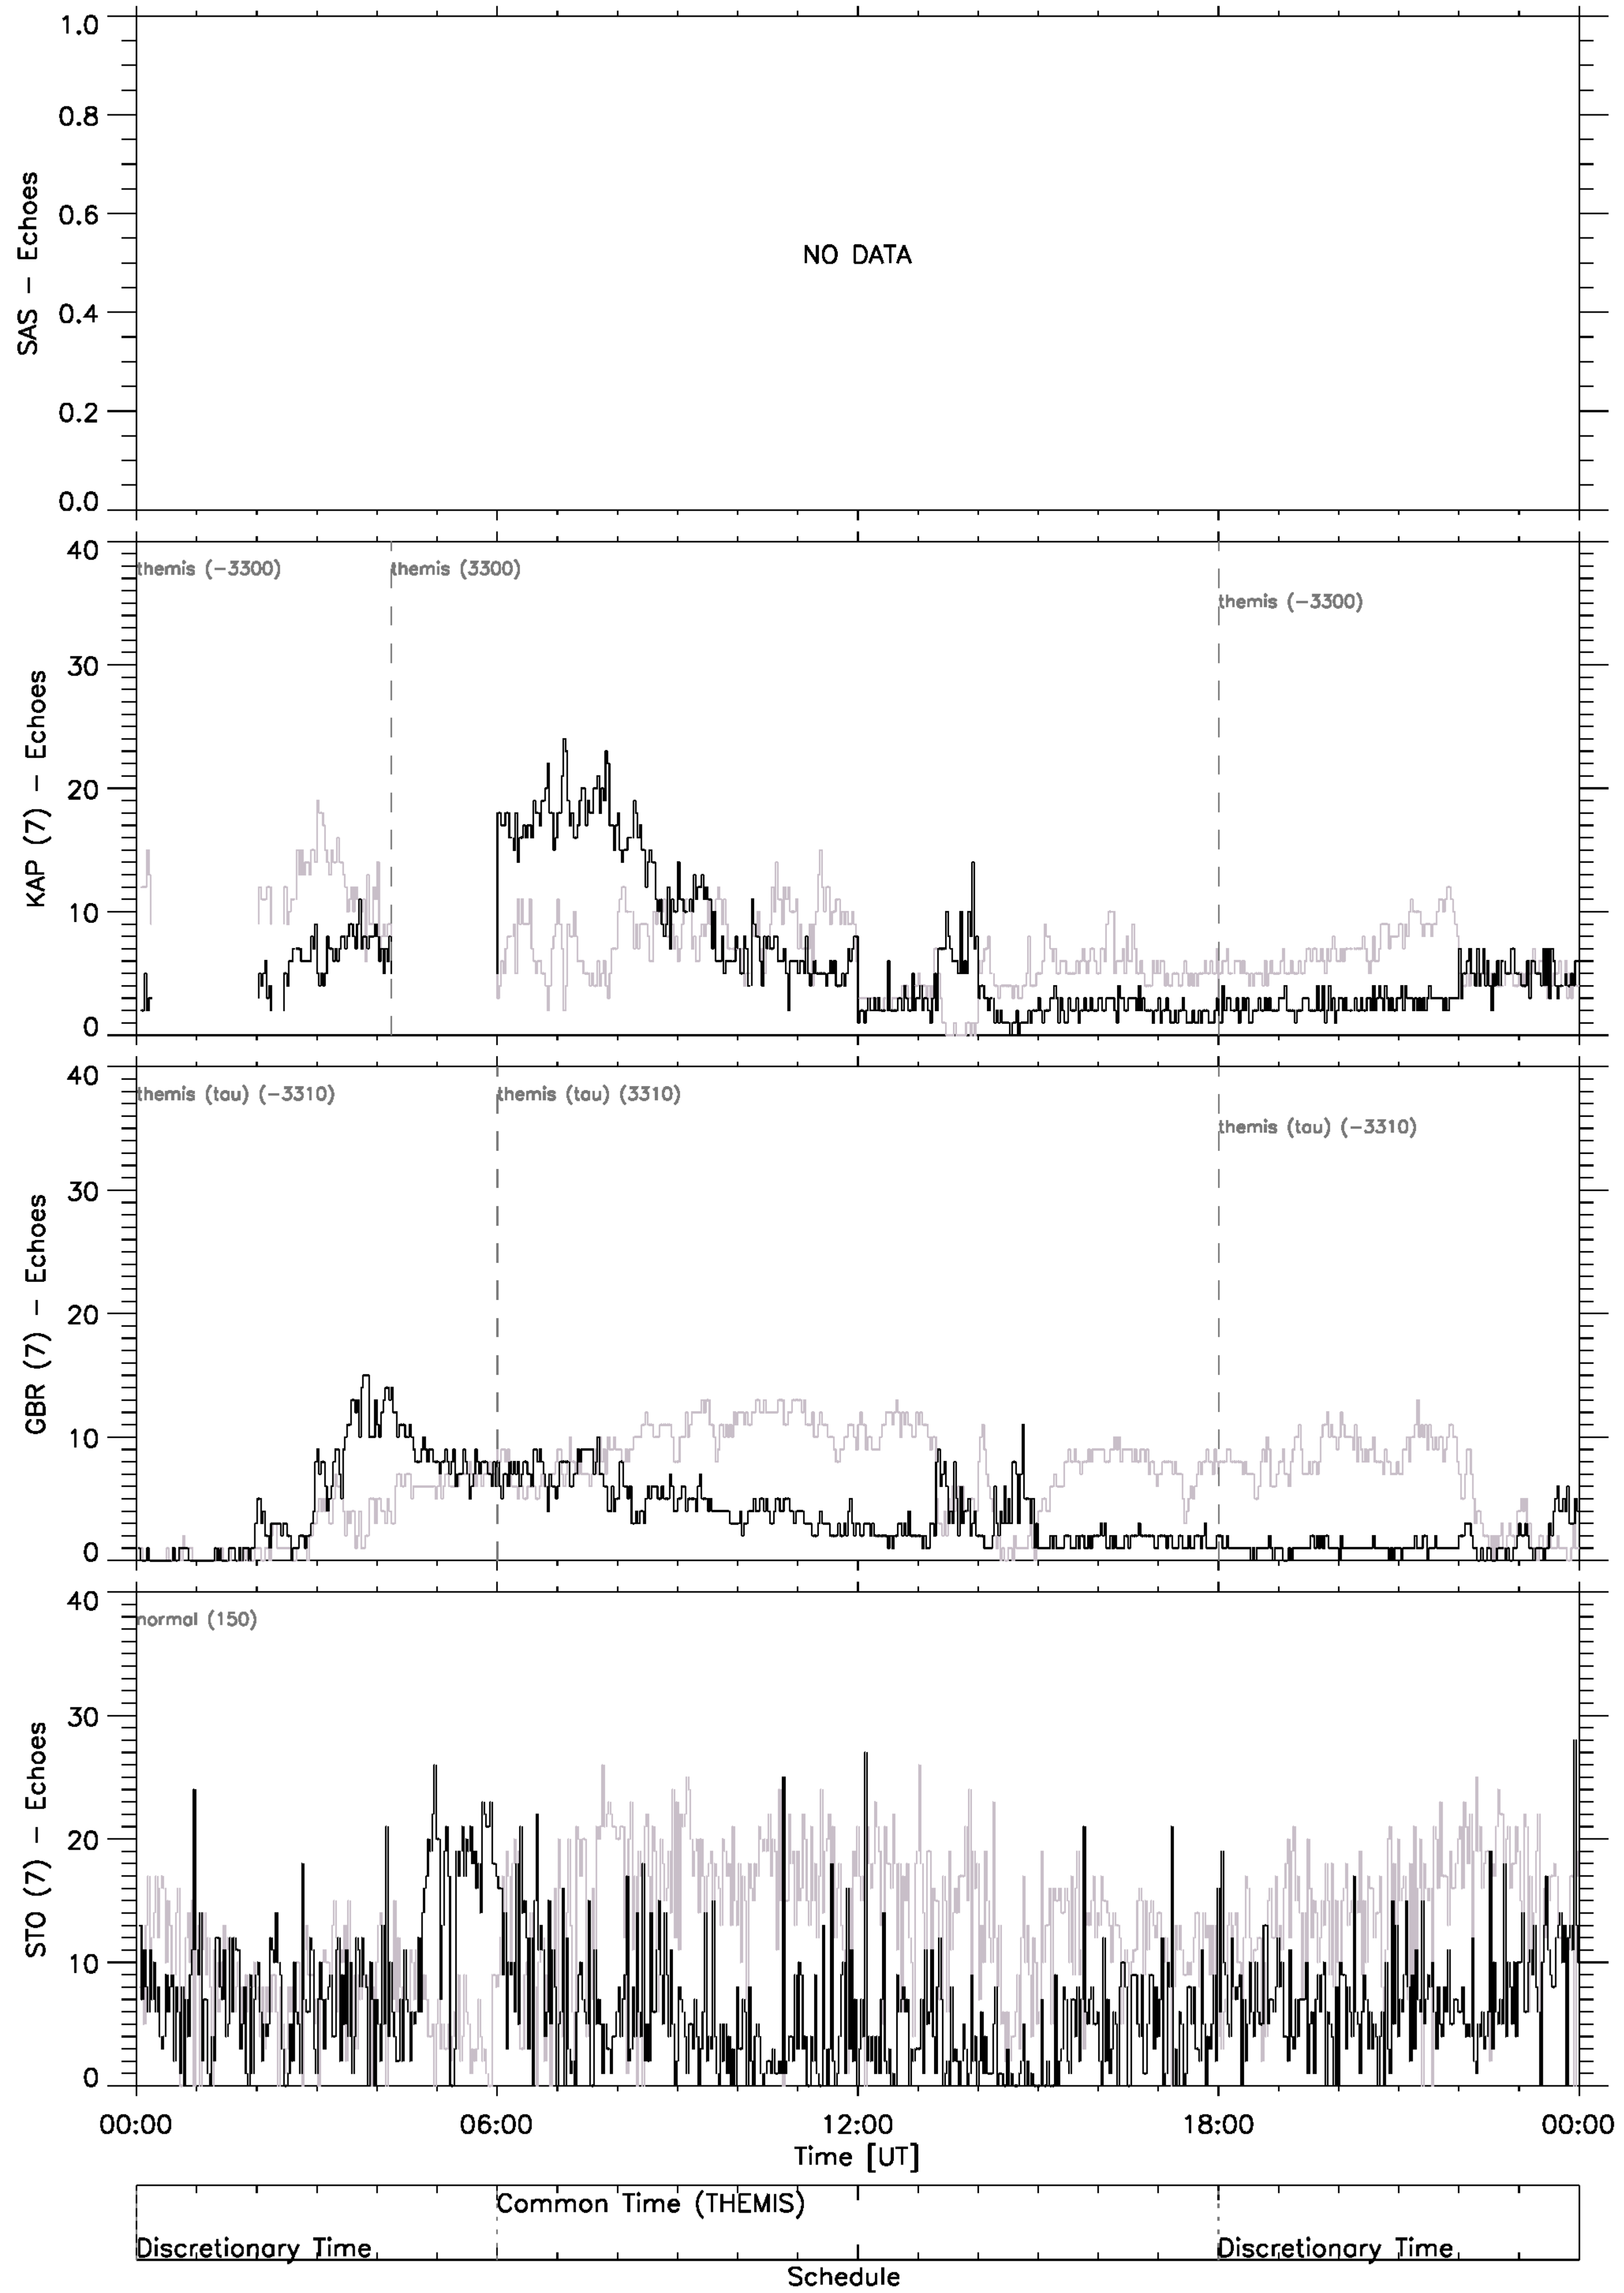 1.0
0.8
0.6
0.4
0.2
0.0
SAS - Echoes
NO DATA
40
30
20
10
0
KAP (7) - Echoes
themis (-3300)
themis (3300)
themis (-3300)
40
30
20
10
0
GBR (7) - Echoes
themis (tau) (-3310)
themis (tau) (3310)
themis (tau) (-3310)
40
30
20
10
0
STO (7) - Echoes
normal (150)
00:00 06:00 12:00 18:00 00:00
Time [UT]
Common Time (THEMIS)
Discretionary Time Discretionary Time
Schedule